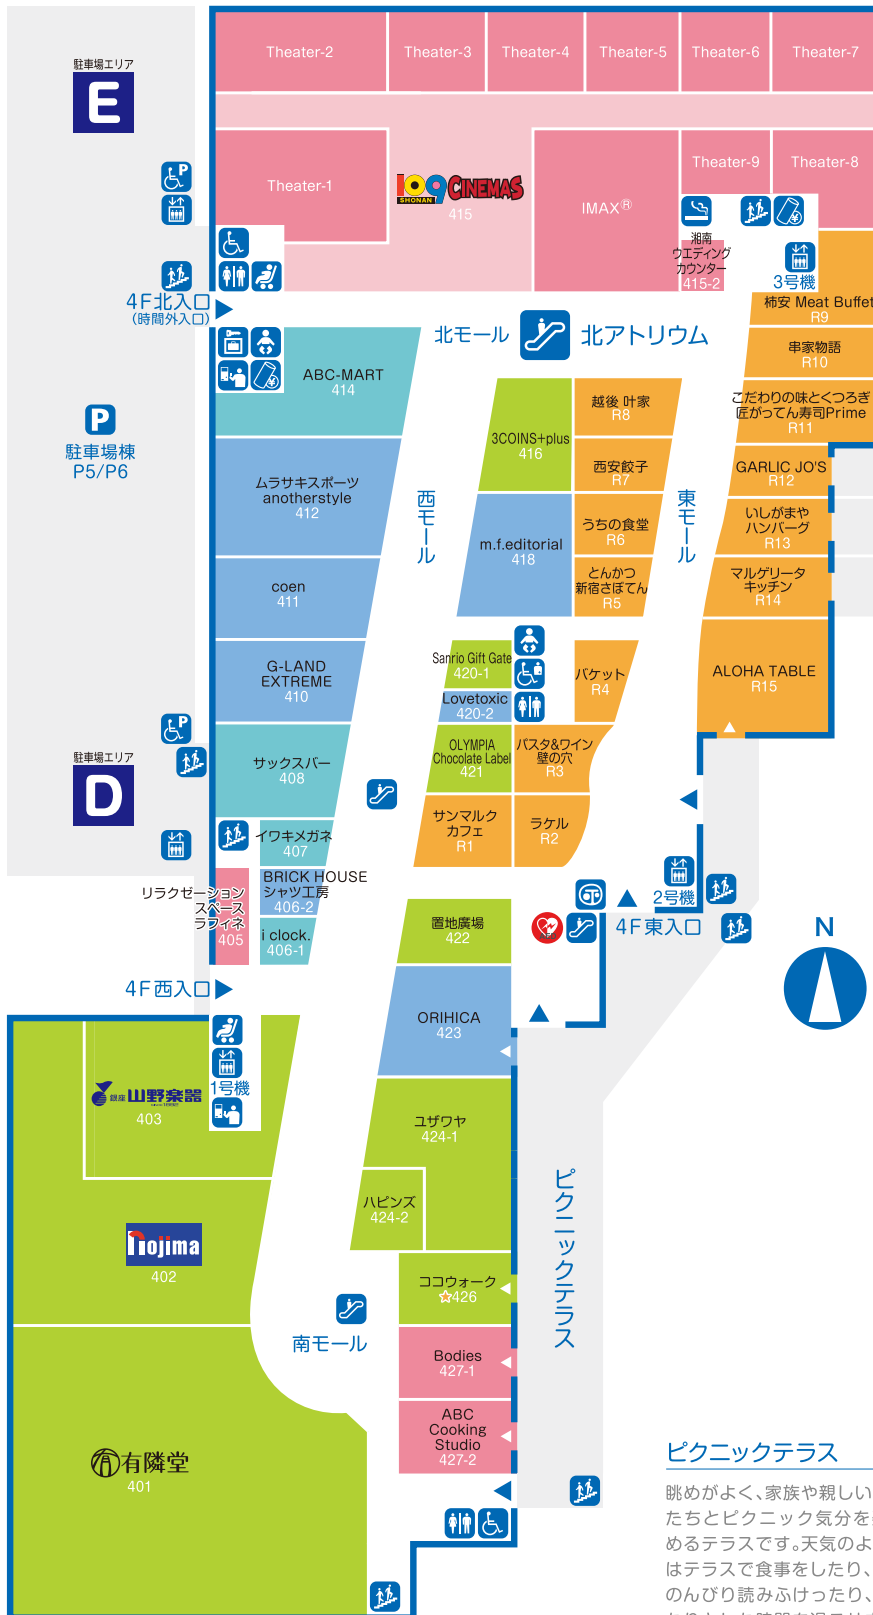 Theater-2
Theater-3
Theater-4
Theater-5
Theater-6
Theater-7
駐車場エリア
E
Theater-1
109 CINEMAS
SHONAN
415
IMAX®
Theater-9
Theater-8
湘南
ウエディング
カウンター
415-2
3号機
4F北入口
(時間外入口)
北モール
北アトリウム
柿安 Meat Buffet
R9
串家物語
R10
こだわりの味とくつろぎ
匠がってん寿司Prime
R11
GARLIC JO'S
R12
いしがまや
ハンバーグ
R13
マルゲリータ
キッチン
R14
ALOHA TABLE
R15
ABC-MART
414
P
駐車場棟
P5/P6
ムラサキスポーツ
anotherstyle
412
coen
411
G-LAND
EXTREME
410
サックスバー
408
イワキメガネ
407
BRICK HOUSE
シャツ工房
406-2
i clock.
406-1
リラクゼーション
スペース
ラフィネ
405
駐車場エリア
D
西モール
東モール
3COINS+plus
416
越後 叶家
R8
西安餃子
R7
うちの食堂
R6
とんかつ
新宿さぼてん
R5
m.f.editorial
418
Sanrio Gift Gate
420-1
Lovetoxic
420-2
OLYMPIA
Chocolate Label
421
バケット
R4
パスタ&ワイン
壁の穴
R3
サンマルク
カフェ
R1
ラケル
R2
2号機
4F東入口
AED
置地廣場
422
ORIHICA
423
4F西入口
1号機
N
銀座 山野楽器
403
ユザワヤ
424-1
ハピンズ
424-2
nojima
402
ココウォーク
☆426
南モール
Bodies
427-1
ABC
Cooking
Studio
427-2
有隣堂
401
ピクニックテラス
ピクニックテラス
眺めがよく、家族や親しい
たちとピクニック気分を
めるテラスです。天気のよ
はテラスで食事をしたり、
のんびり読みふけったり、